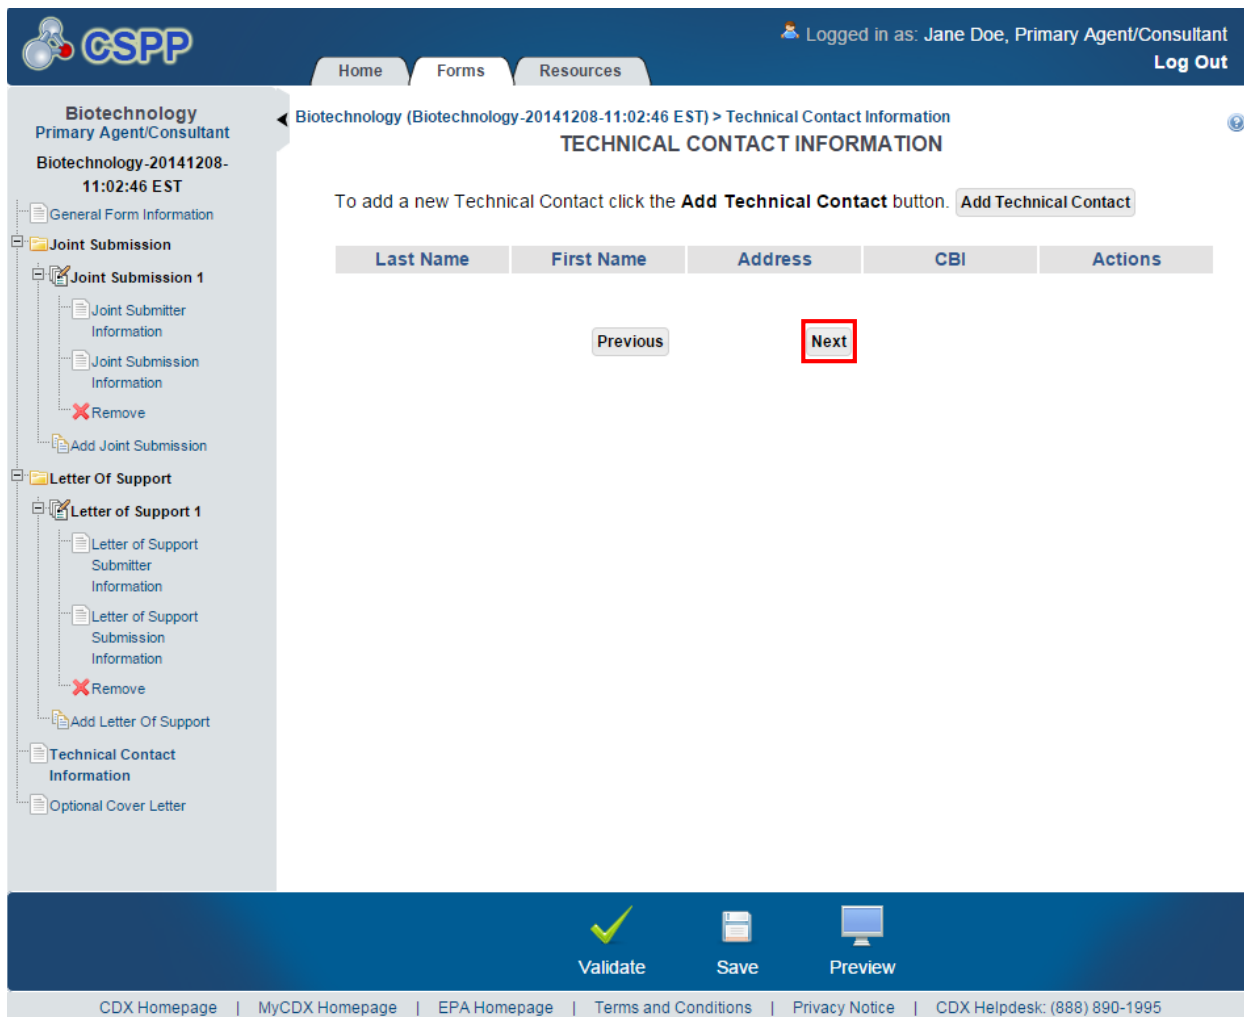 CSPP
Logged in as: Jane Doe, Primary Agent/Consultant
Log Out
Home
Forms
Resources
Biotechnology
Primary Agent/Consultant
Biotechnology-20141208-
11:02:46 EST
General Form Information
Joint Submission
Joint Submission 1
Joint Submitter
Information
Joint Submission
Information
Remove
Add Joint Submission
Letter Of Support
Letter of Support 1
Letter of Support
Submitter
Information
Letter of Support
Submission
Information
Remove
Add Letter Of Support
Technical Contact
Information
Optional Cover Letter
Biotechnology (Biotechnology-20141208-11:02:46 EST) > Technical Contact Information
TECHNICAL CONTACT INFORMATION
To add a new Technical Contact click the Add Technical Contact button. Add Technical Contact
Last Name First Name Address CBI Actions
Previous Next
Validate Save Preview
CDX Homepage | MyCDX Homepage | EPA Homepage | Terms and Conditions | Privacy Notice | CDX Helpdesk: (888) 890-1995